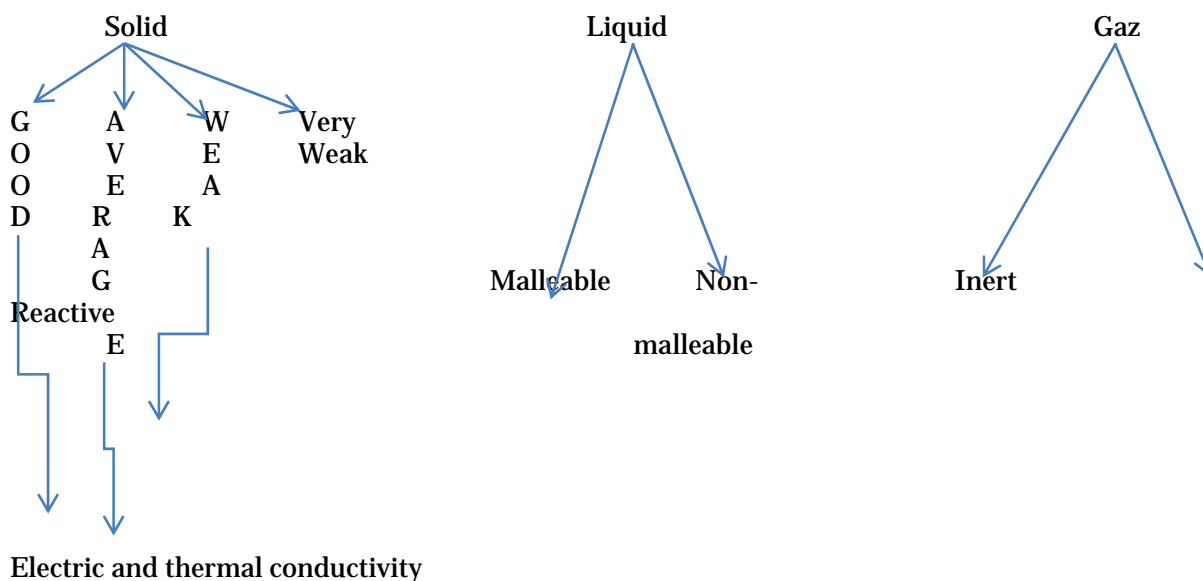 Solid Liquid Gaz
G A W Very
O V E Weak
O E A
D R K
A
G
Malleable Non- Inert
Reactive
E
malleable
Electric and thermal conductivity